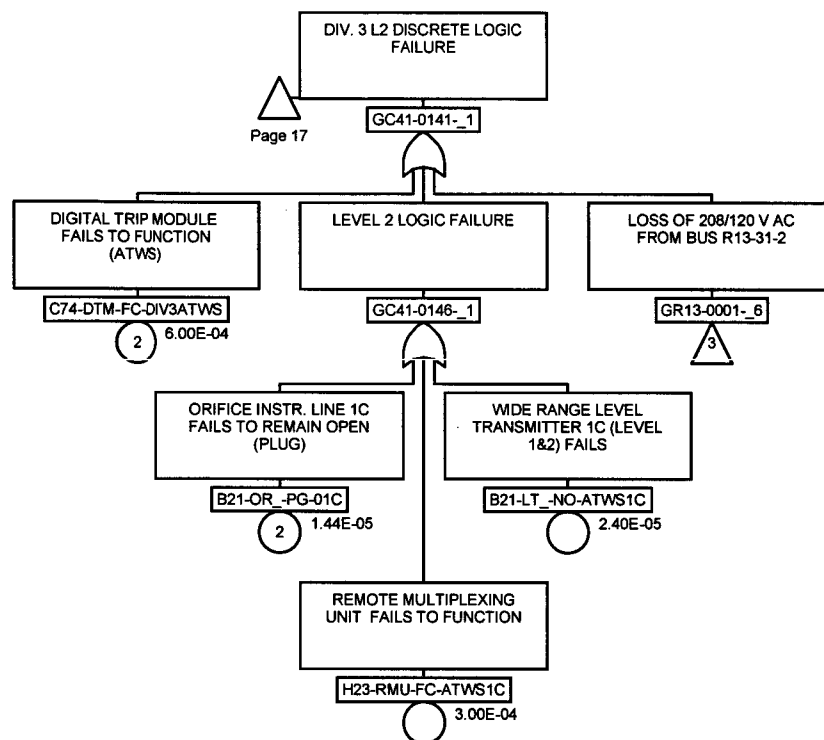 DIV. 3 L2 DISCRETE LOGIC
FAILURE
Page 17
GC41-0141-_1
DIGITAL TRIP MODULE
FAILS TO FUNCTION
(ATWS)
C74-DTM-FC-DIV3ATWS
2
6.00E-04
LEVEL 2 LOGIC FAILURE
GC41-0146-_1
LOSS OF 208/120 V AC
FROM BUS R13-31-2
GR13-0001-_6
3
ORIFICE INSTR. LINE 1C
FAILS TO REMAIN OPEN
(PLUG)
B21-OR_-PG-01C
2
1.44E-05
WIDE RANGE LEVEL
TRANSMITTER 1C (LEVEL
1&2) FAILS
B21-LT_-NO-ATWS1C
2.40E-05
REMOTE MULTIPLEXING
UNIT FAILS TO FUNCTION
H23-RMU-FC-ATWS1C
3.00E-04